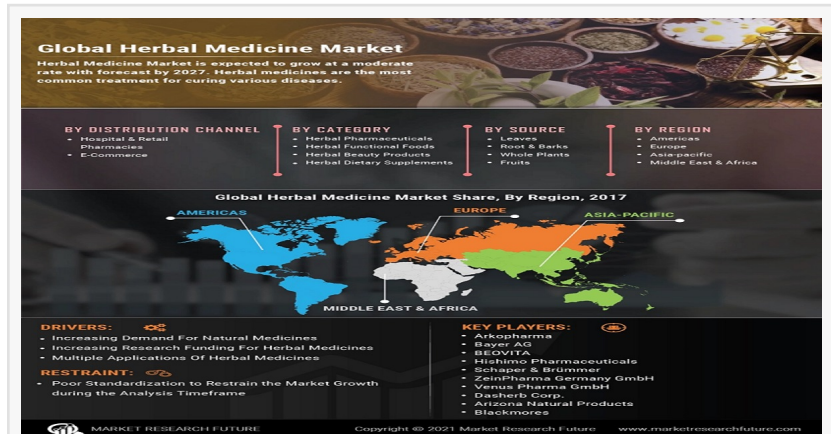 Global Herbal Medicine Market
Herbal Medicine Market is expected to grow at a moderate
rate with forecast by 2027. Herbal medicines are the most
common treatment for curing various diseases.
BY DISTRIBUTION CHANNEL
• Hospital & Retail
Pharmacies
• E-Commerce
BY CATEGORY
• Herbal Pharmaceuticals
• Herbal Functional Foods
• Herbal Beauty Products
• Herbal Dietary Supplements
BY SOURCE
• Leaves
• Root & Barks
• Whole Plants
• Fruits
BY REGION
• Americas
• Europe
• Asia-pacific
• Middle East & Africa
Global Herbal Medicine Market Share, By Region, 2017
AMERICAS
EUROPE
ASIA-PACIFIC
MIDDLE EAST & AFRICA
DRIVERS:
• Increasing Demand For Natural Medicines
• Increasing Research Funding For Herbal Medicines
• Multiple Applications Of Herbal Medicines
RESTRAINT:
• Poor Standardization to Restrain the Market Growth
during the Analysis Timeframe
KEY PLAYERS:
• Arkopharma
• Bayer AG
• BEOVITA
• Hishimo Pharmaceuticals
• Schaper & Brümmer
• ZeinPharma Germany GmbH
• Venus Pharma GmbH
• Dasherb Corp.
• Arizona Natural Products
• Blackmores
MARKET RESEARCH FUTURE
Copyright © 2021 Market Research Future
www.marketresearchfuture.com